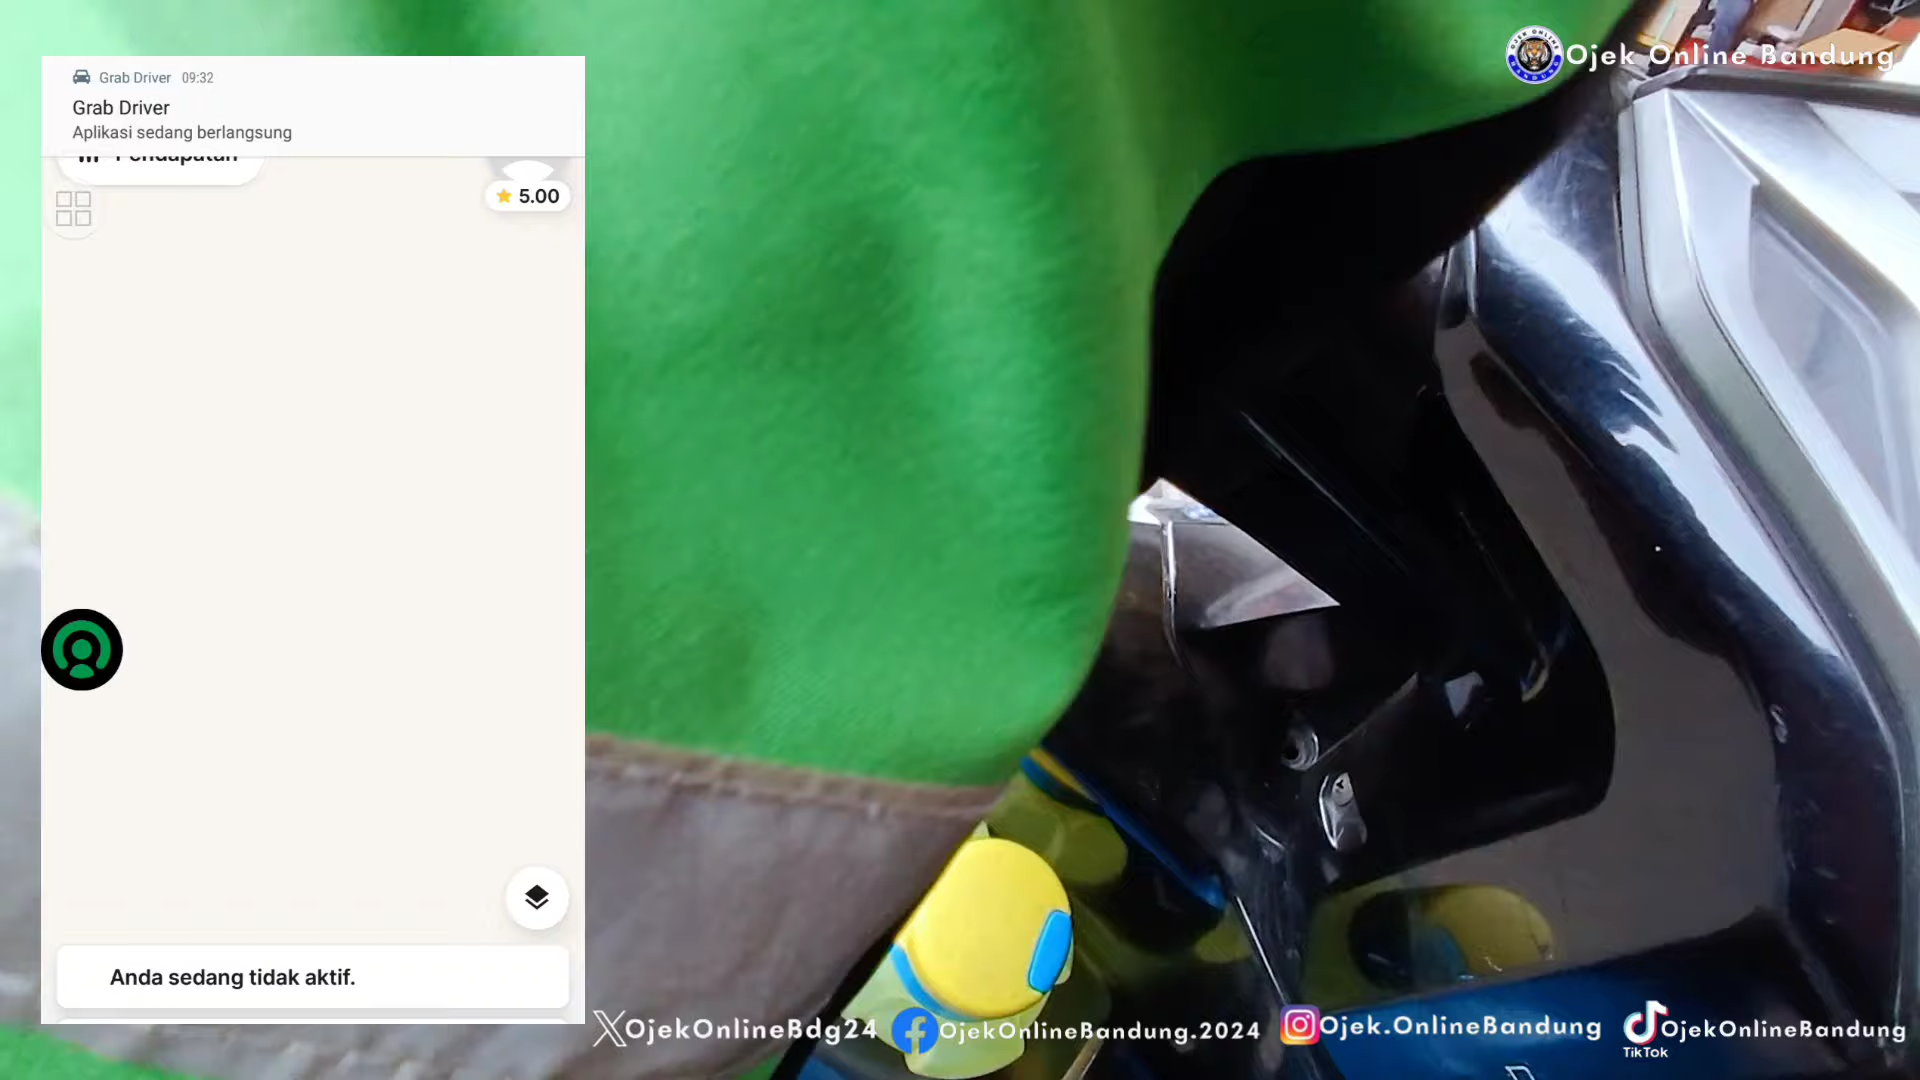 Grab Driver 09:32
Grab Driver
Aplikasi sedang berlangsung
Pendapatan
5.00
Anda sedang tidak aktif.
Ojek Online Bandung
OjekOnlineBdg24
OjekOnlineBandung.2024
Ojek.OnlineBandung
TikTok
OjekOnlineBandung